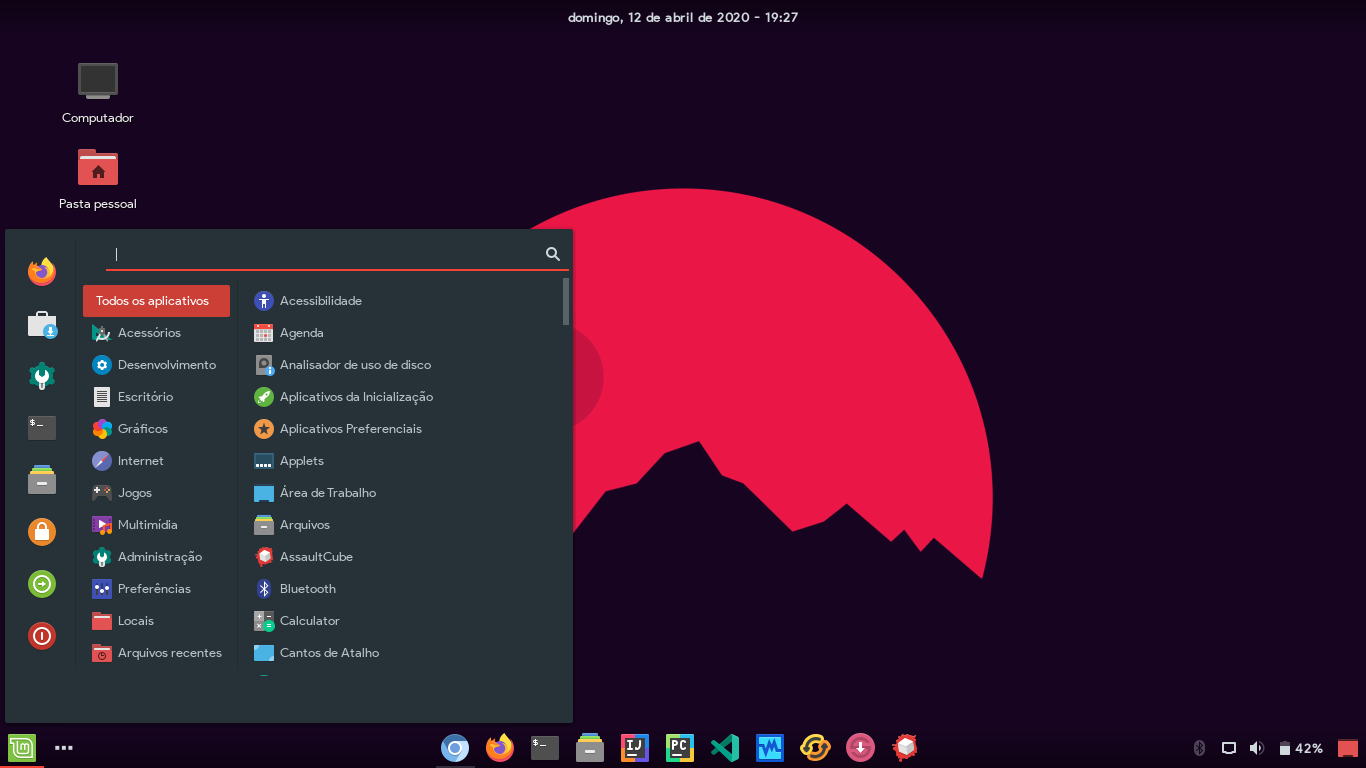 domingo, 12 de abril de 2020 - 19:27
Computador
Pasta pessoal
Todos os aplicativos
Acessórios
Desenvolvimento
Escritório
Gráficos
Internet
Jogos
Multimídia
Administração
Preferências
Locais
Arquivos recentes
Acessibilidade
Agenda
Analisador de uso de disco
Aplicativos da Inicialização
Aplicativos Preferenciais
Applets
Área de Trabalho
Arquivos
AssaultCube
Bluetooth
Calculator
Cantos de Atalho
$_
$_
IJ
PC
42%